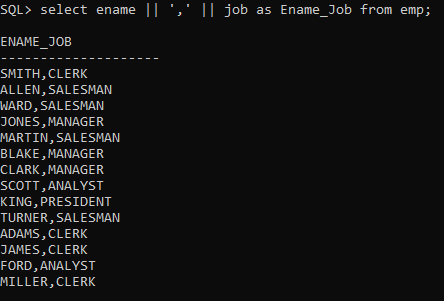 SQL> select ename || ',' || job as Ename_Job from emp;
ENAME_JOB
--------------------
SMITH,CLERK
ALLEN,SALESMAN
WARD,SALESMAN
JONES,MANAGER
MARTIN,SALESMAN
BLAKE,MANAGER
CLARK,MANAGER
SCOTT,ANALYST
KING,PRESIDENT
TURNER,SALESMAN
ADAMS,CLERK
JAMES,CLERK
FORD,ANALYST
MILLER,CLERK